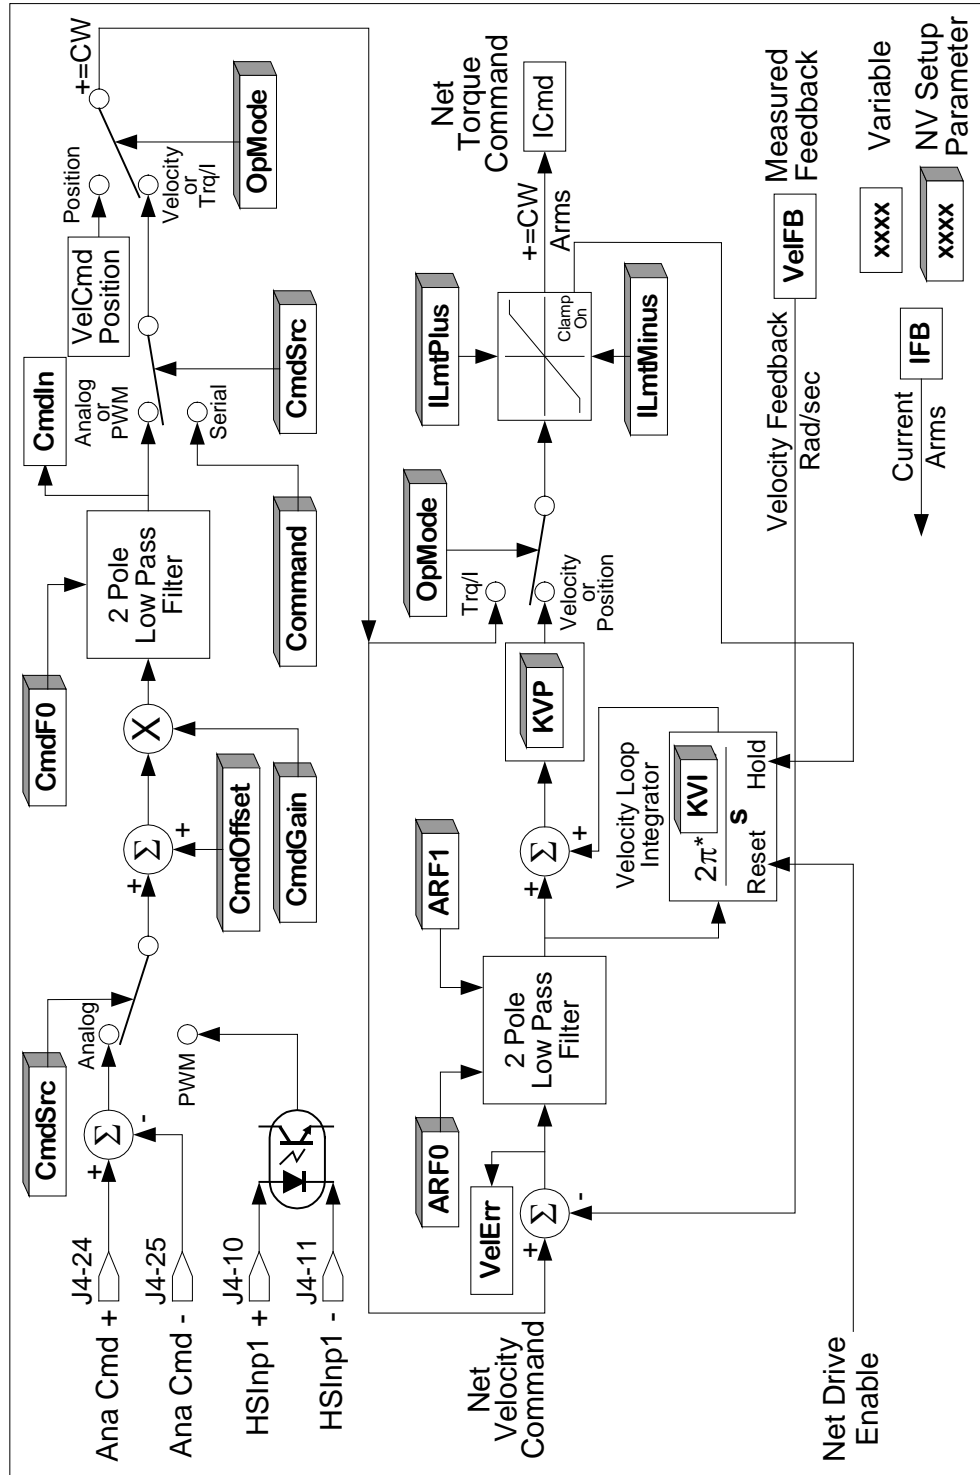 Ana Cmd +
J4-24
Ana Cmd -
J4-25
HSInp1 +
J4-10
HSInp1 -
J4-11
+
Σ
-
CmdSrc
Analog
PWM
+
Σ
+
CmdOffset
X
CmdGain
CmdF0
2 Pole
Low Pass
Filter
CmdIn
Analog
or
PWM
Serial
Command
CmdSrc
VelCmd
Position
Position
Velocity
or
Trq/I
OpMode
+=CW
Net
Velocity
Command
+
Σ
-
VelErr
ARF0
2 Pole
Low Pass
Filter
ARF1
+
Σ
+
Velocity Loop
Integrator
2π*
KVI
s
Reset
Hold
KVP
Trq/I
Velocity
or
Position
OpMode
ILmtPlus
Clamp
On
ILmtMinus
+=CW
Arms
Net
Torque
Command
ICmd
Net Drive
Enable
Velocity Feedback
Rad/sec
VelFB
Measured
Feedback
Current
Arms
IFB
xxxx
Variable
xxxx
NV Setup
Parameter